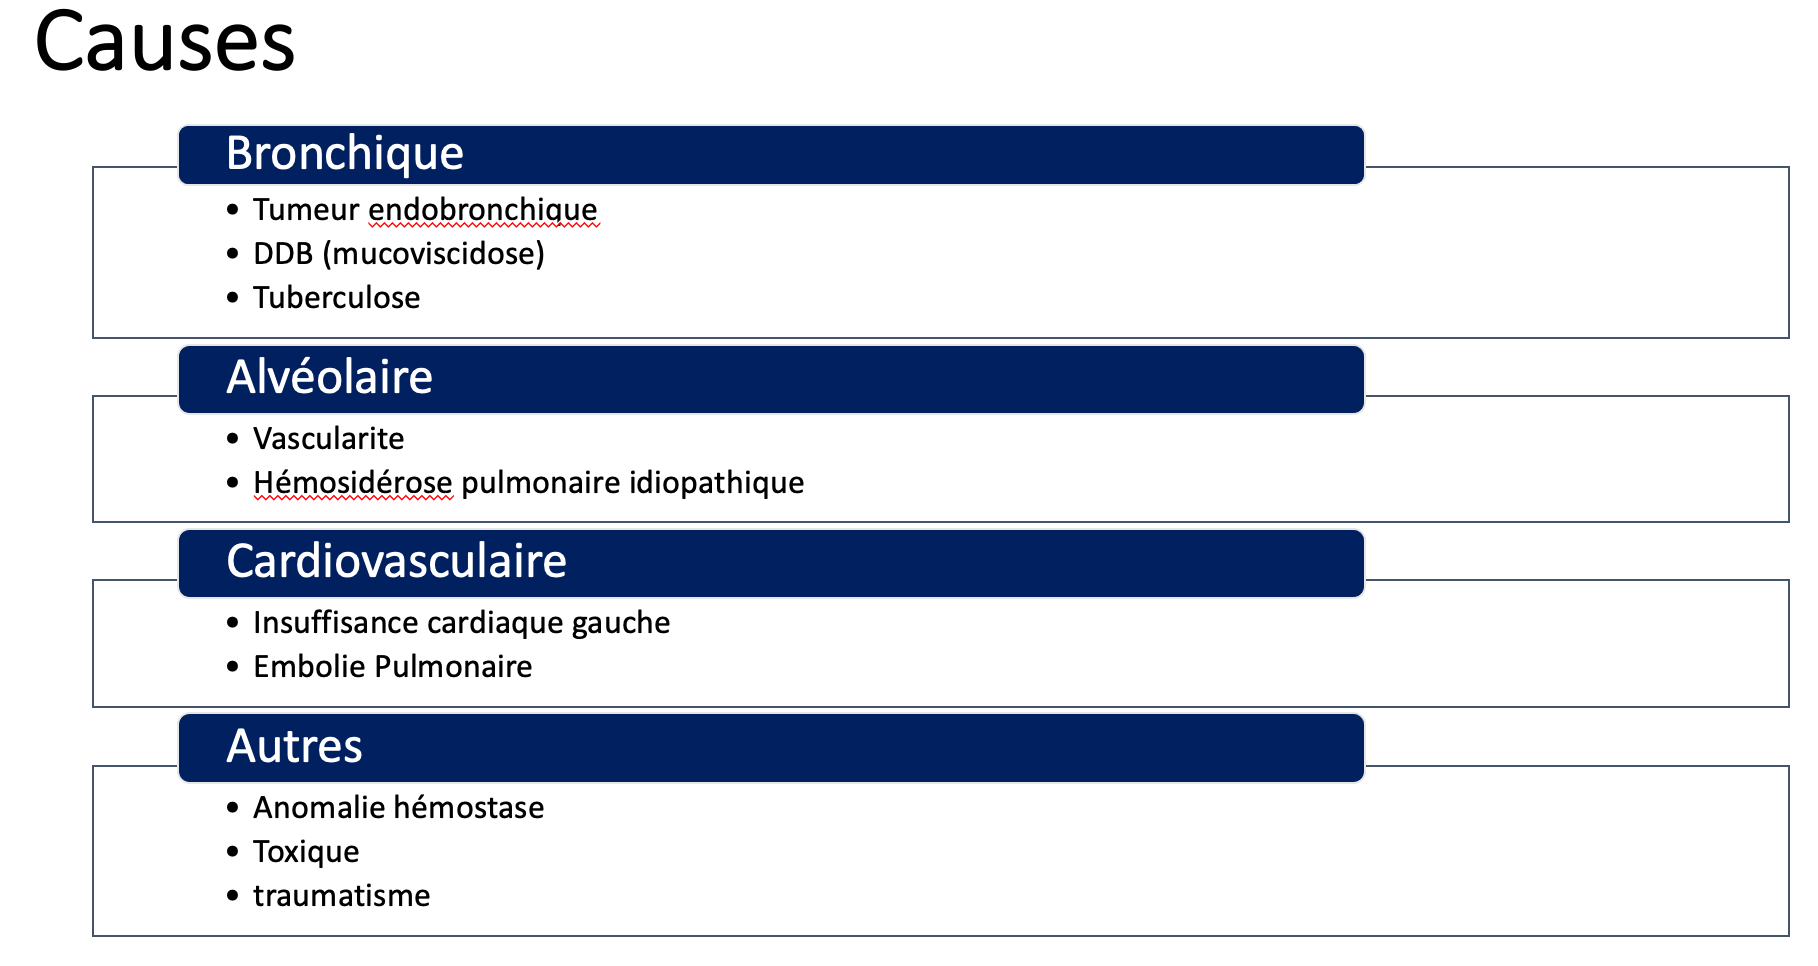 Causes
Bronchique
• Tumeur endobronchique
• DDB (mucoviscidose)
• Tuberculose
Alvéolaire
• Vascularite
• Hémosidérose pulmonaire idiopathique
Cardiovasculaire
• Insuffisance cardiaque gauche
• Embolie Pulmonaire
Autres
• Anomalie hémostase
• Toxique
• traumatisme